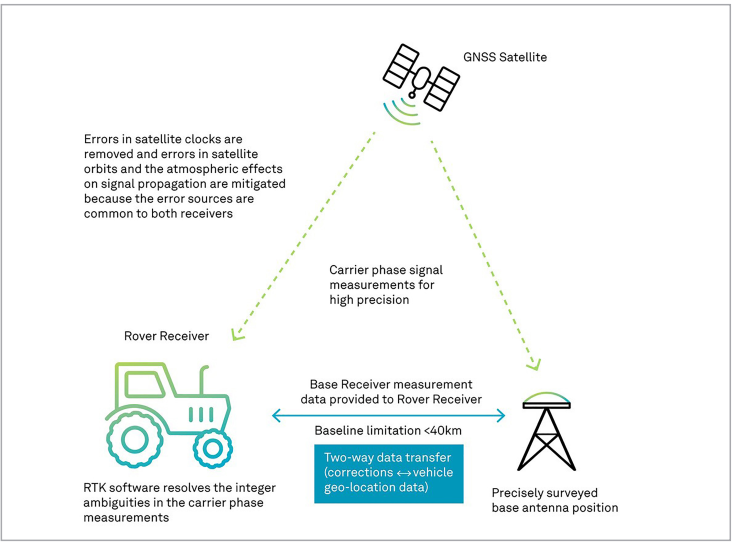 GNSS Satellite
Errors in satellite clocks are
removed and errors in satellite
orbits and the atmospheric effects
on signal propagation are mitigated
because the error sources are
common to both receivers
Carrier phase signal
measurements for
high precision
Rover Receiver
Base Receiver measurement
data provided to Rover Receiver
Baseline limitation <40km
Two-way data transfer
(corrections ↔ vehicle
geo-location data)
RTK software resolves the integer
ambiguities in the carrier phase
measurements
Precisely surveyed
base antenna position